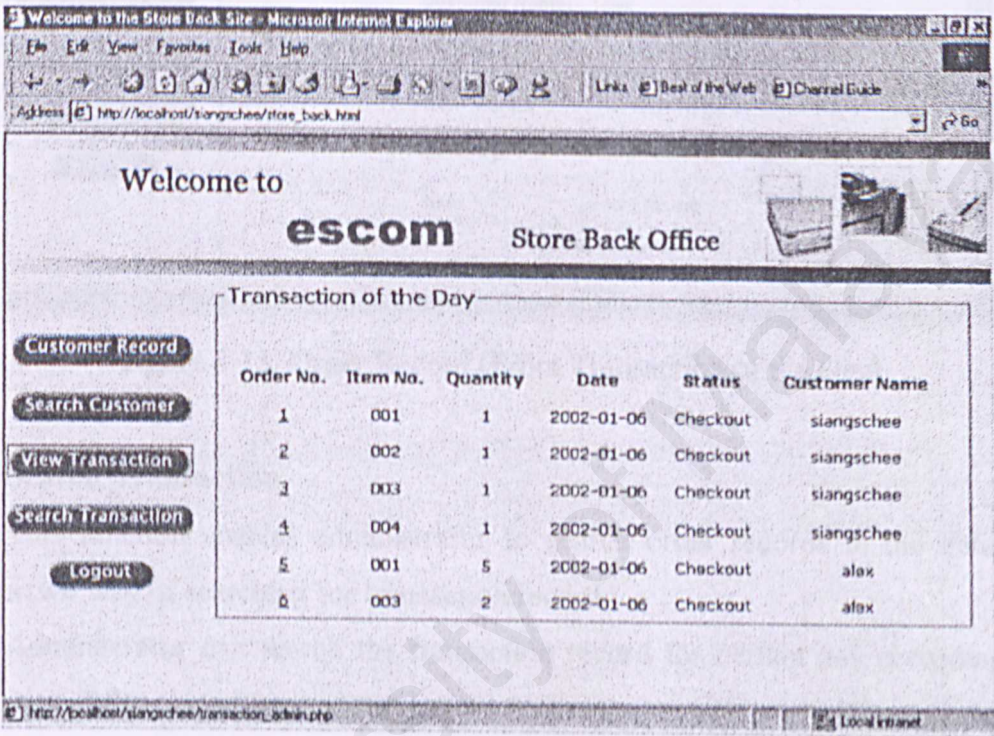 Welcome to the Store Back Site - Microsoft Internet Explorer
File Edit View Favorites Tools Help
Links Best of the Web Channel Guide
Address http://localhost/siangschee/store_back.html Go
Welcome to
escom Store Back Office
Transaction of the Day
Customer Record
Search Customer
View Transaction
Search Transaction
Logout
Order No. Item No. Quantity Date Status Customer Name
1 001 1 2002-01-06 Checkout siangschee
2 002 1 2002-01-06 Checkout siangschee
3 003 1 2002-01-06 Checkout siangschee
4 004 1 2002-01-06 Checkout siangschee
5 001 5 2002-01-06 Checkout alex
6 003 2 2002-01-06 Checkout alex
http://localhost/siangschee/transaction_admin.php Local intranet
sity of Malaya